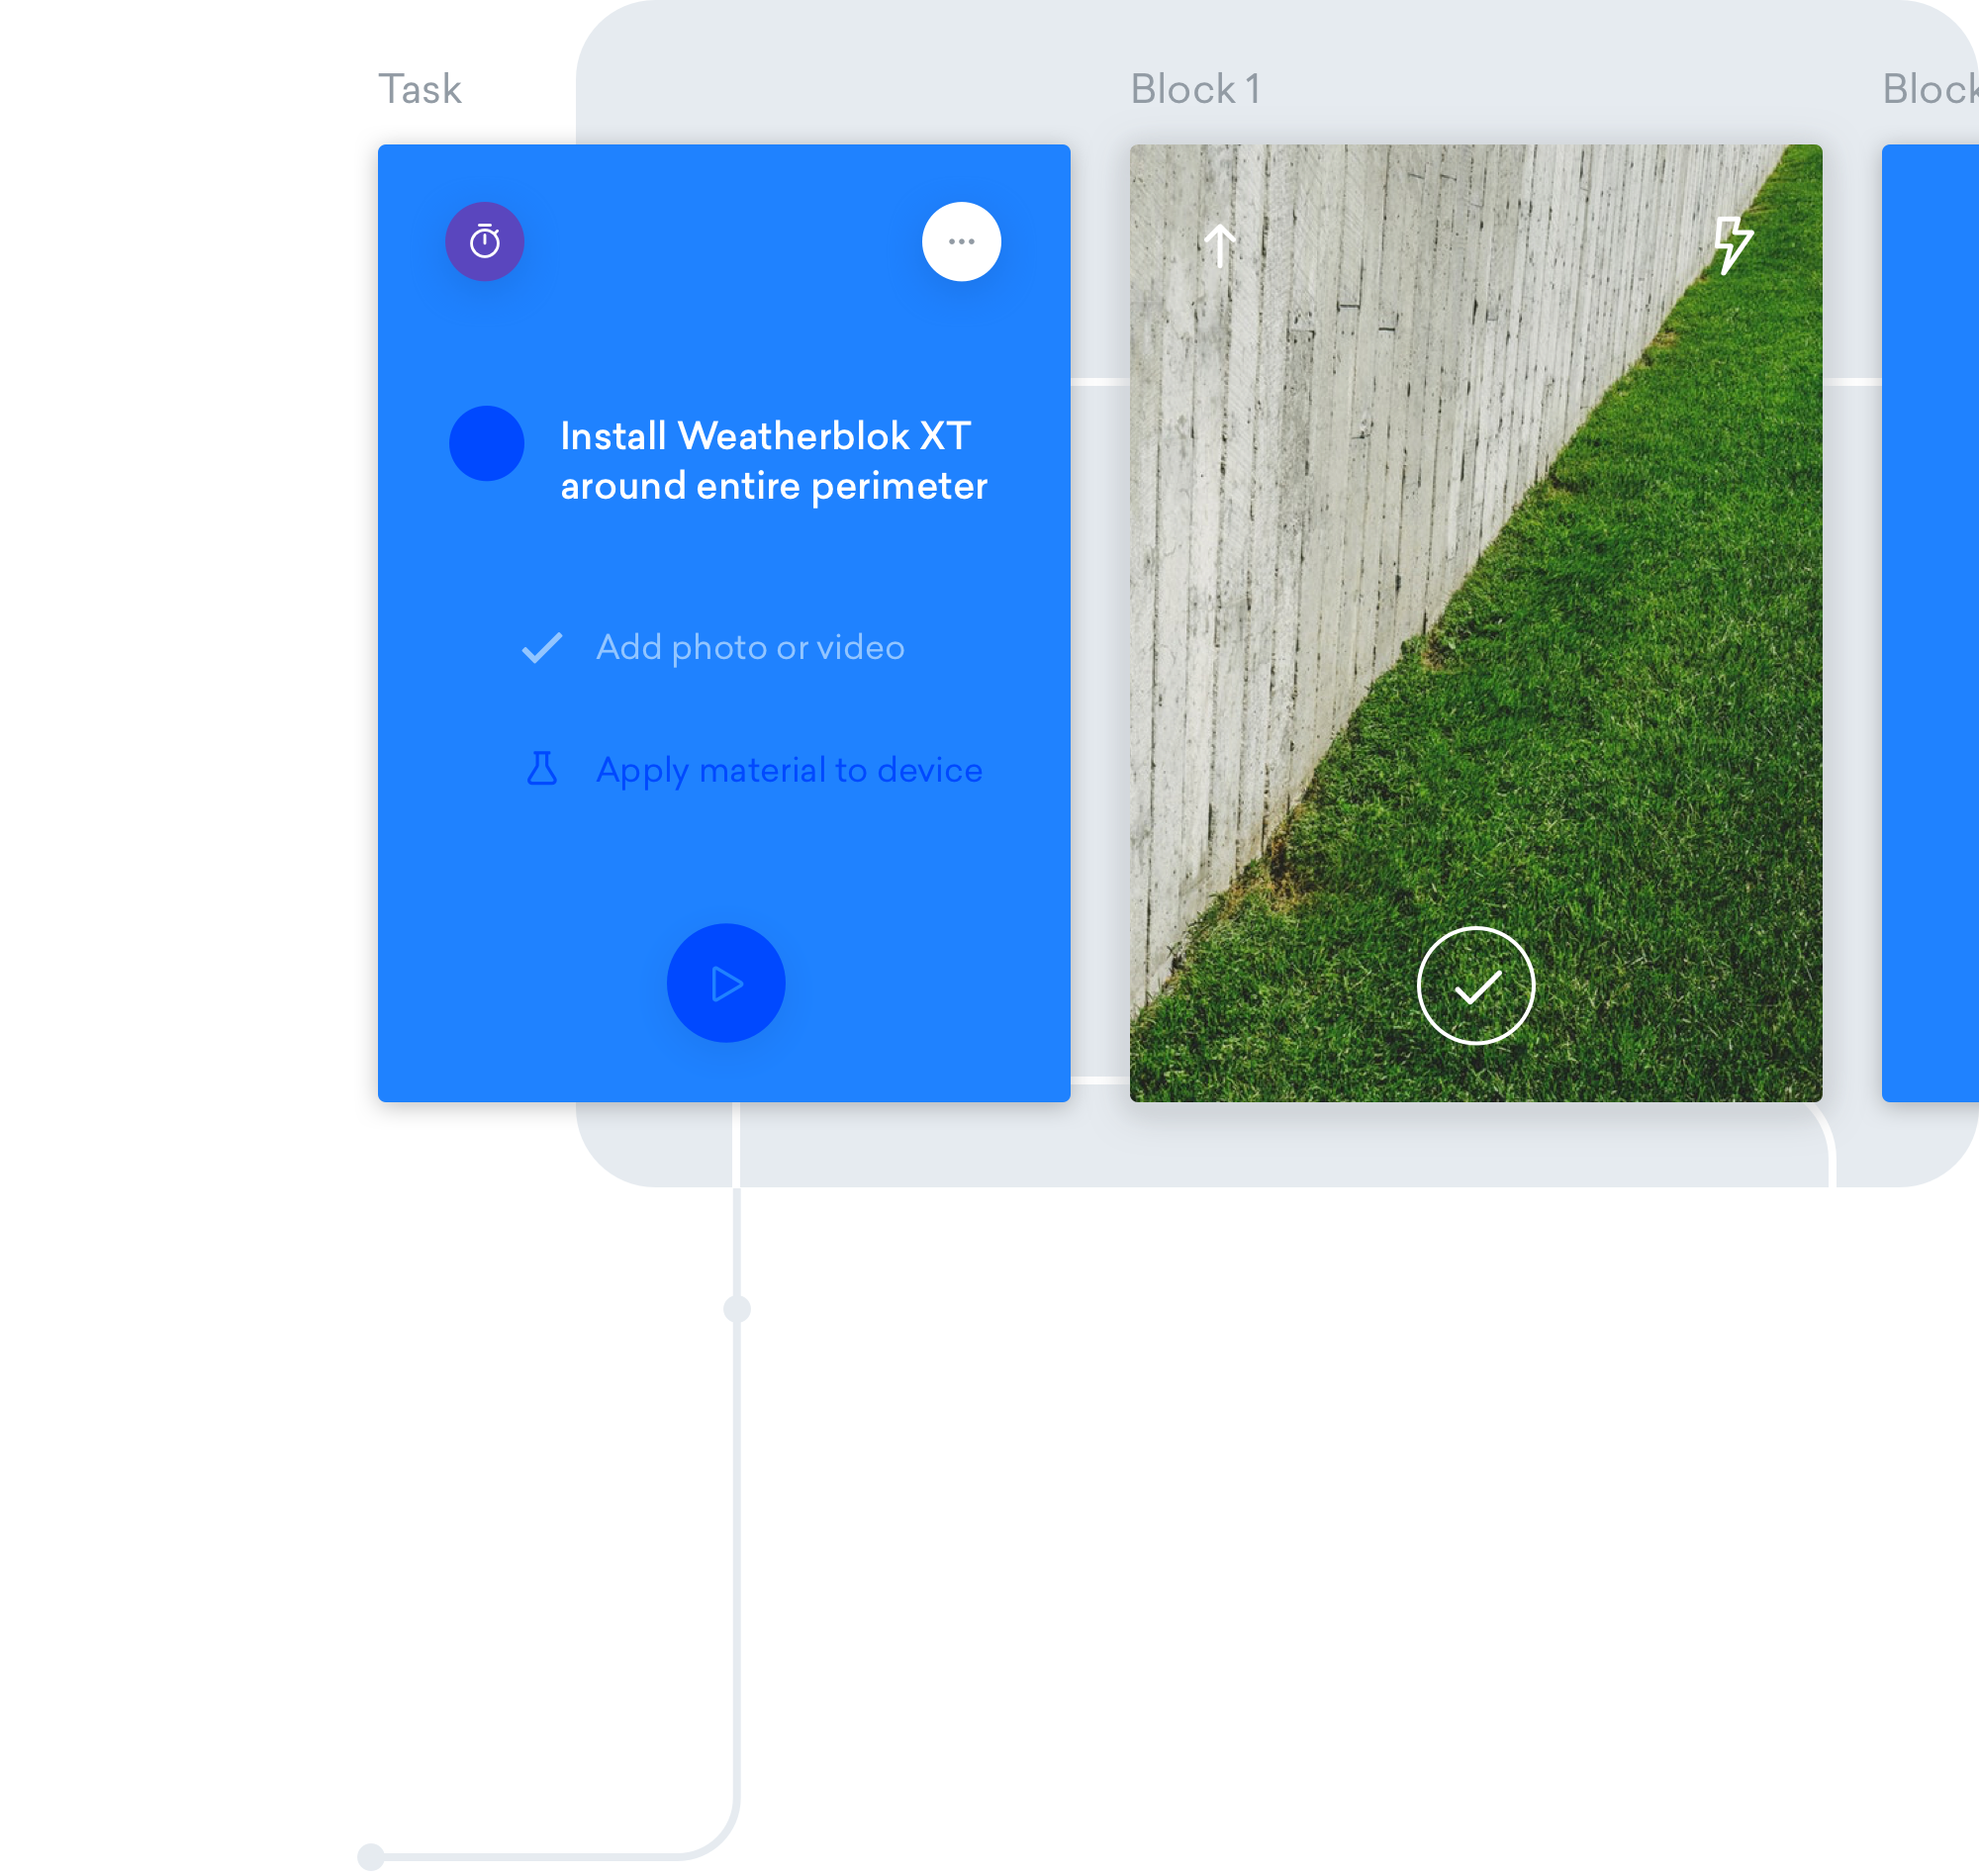 Task
Block 1
Block
Install Weatherblok XT
around entire perimeter
Add photo or video
Apply material to device